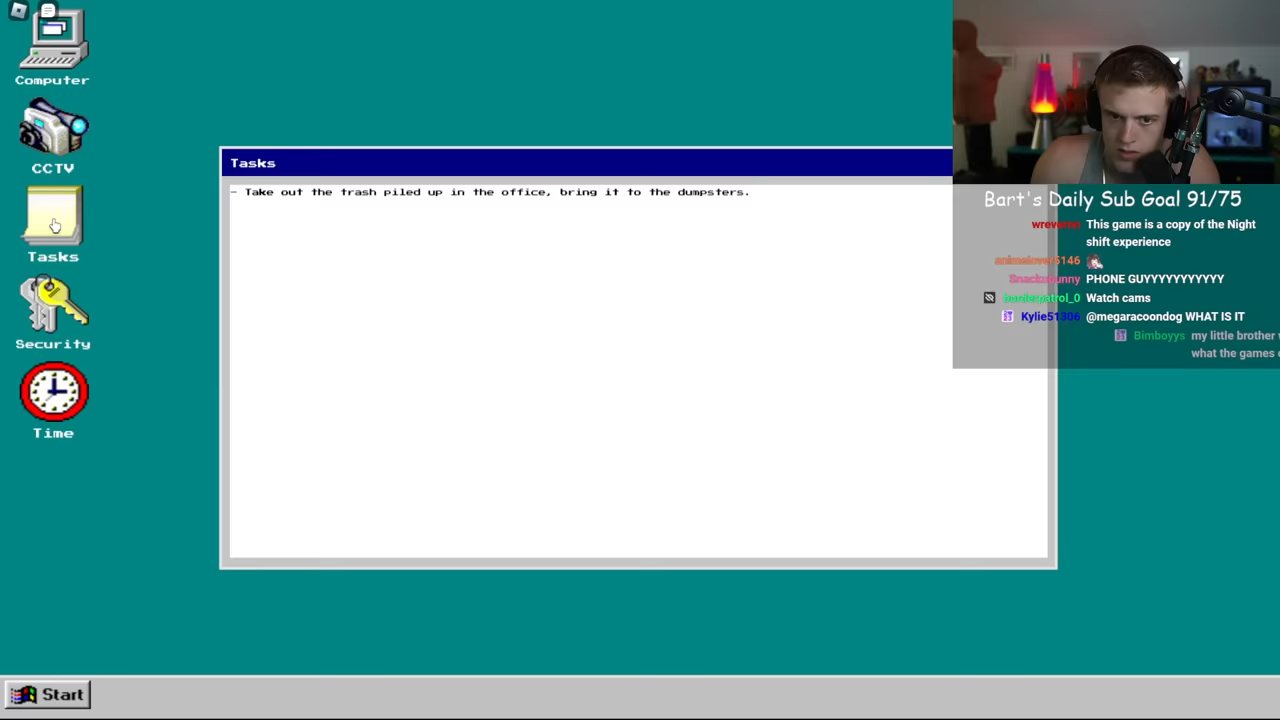 Computer
CCTV
Tasks
Security
Time
Tasks
- Take out the trash piled up in the office, bring it to the dumpsters.
Bart's Daily Sub Goal 91/75
This game is a copy of the Night
shift experience
PHONE GUYYYYYYYYYYY
Watch cams
Kylie51306 @megaracoondog WHAT IS IT
Bimboyys my little brother
what the games
Start